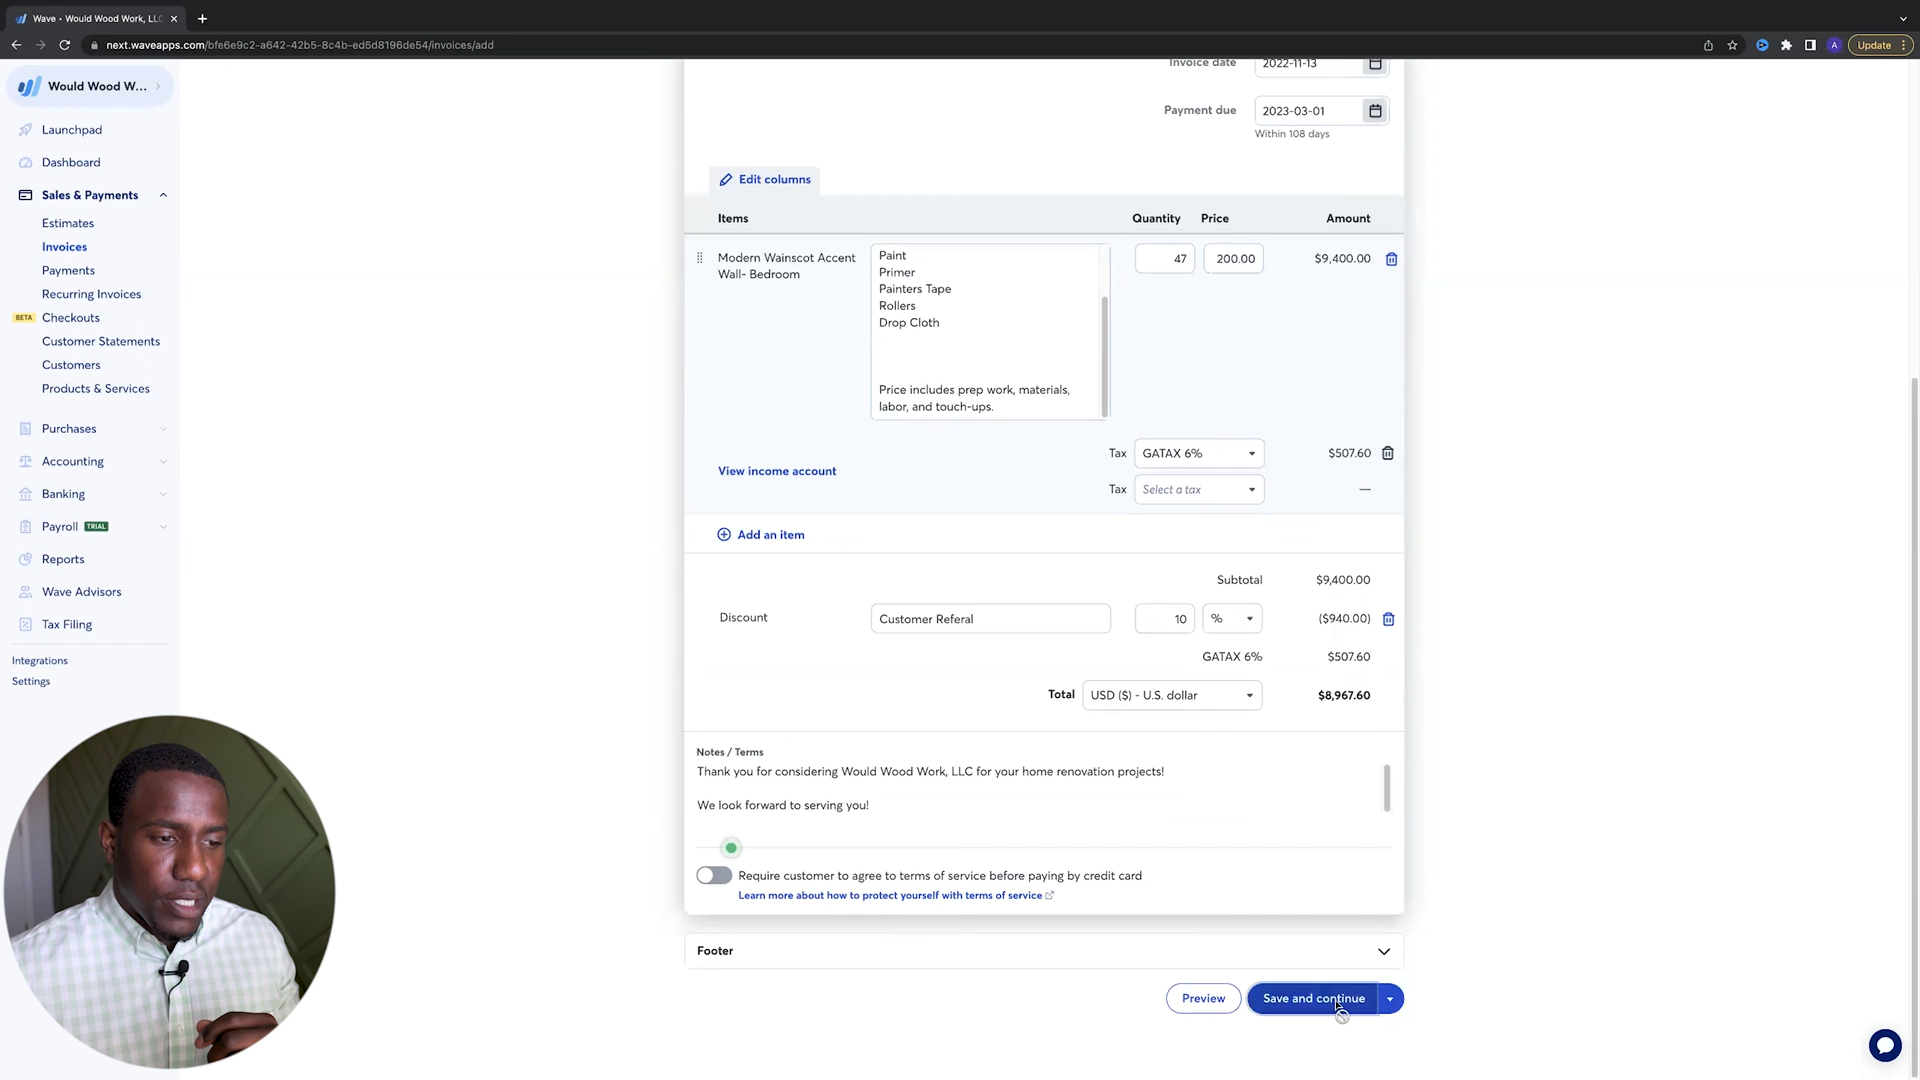 Wave • Would Wood Work, LLC
next.waveapps.com/bfe6e9c2-a642-42b5-8c4b-ed5d8196de54/invoices/add
A
Update
Would Wood W...
Launchpad
Dashboard
Sales & Payments
Estimates
Invoices
Payments
Recurring Invoices
BETA Checkouts
Customer Statements
Customers
Products & Services
Purchases
Accounting
Banking
Payroll TRIAL
Reports
Wave Advisors
Tax Filing
Integrations
Settings
Invoice date 2022-11-13
Payment due 2023-03-01
Within 108 days
Edit columns
Items Quantity Price Amount
Modern Wainscot Accent
Wall- Bedroom
Paint
Primer
Painters Tape
Rollers
Drop Cloth
Price includes prep work, materials,
labor, and touch-ups.
47 200.00 $9,400.00
Tax GATAX 6% $507.60
View income account
Tax Select a tax —
Add an item
Subtotal $9,400.00
Discount Customer Referal 10 % ($940.00)
GATAX 6% $507.60
Total USD ($) - U.S. dollar $8,967.60
Notes / Terms
Thank you for considering Would Wood Work, LLC for your home renovation projects!
We look forward to serving you!
Require customer to agree to terms of service before paying by credit card
Learn more about how to protect yourself with terms of service
Footer
Preview Save and continue